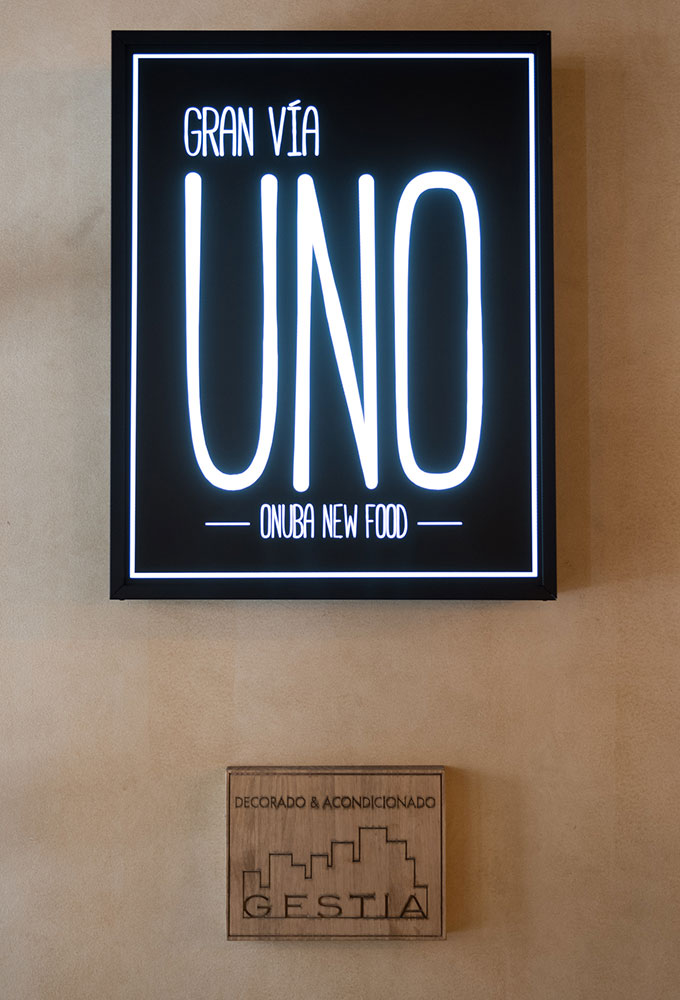 GRAN VÍA
UNO
ONUBA NEW FOOD
DECORADO & ACONDICIONADO
GESTIA